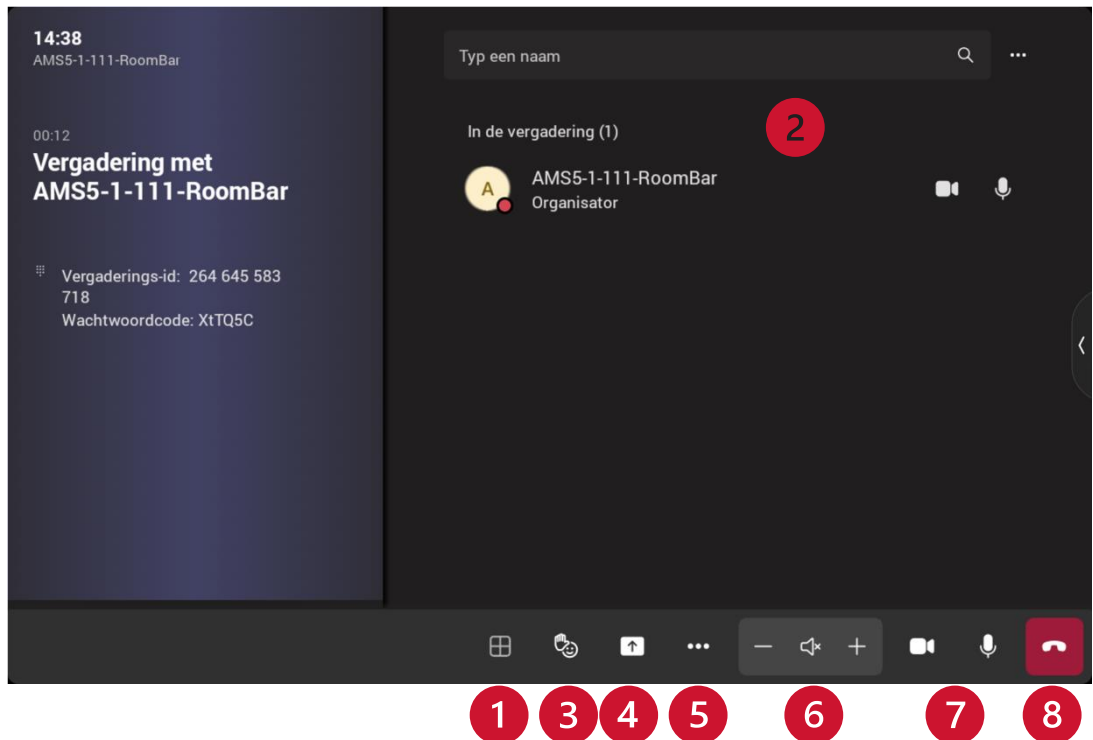 14:38
AMS5-1-111-RoomBar
00:12
Vergadering met
AMS5-1-111-RoomBar
Vergaderings-id: 264 645 583
718
Wachtwoordcode: XtTQ5C
Typ een naam
In de vergadering (1)
2
A
AMS5-1-111-RoomBar
Organisator
1 3 4 5 6 7 8